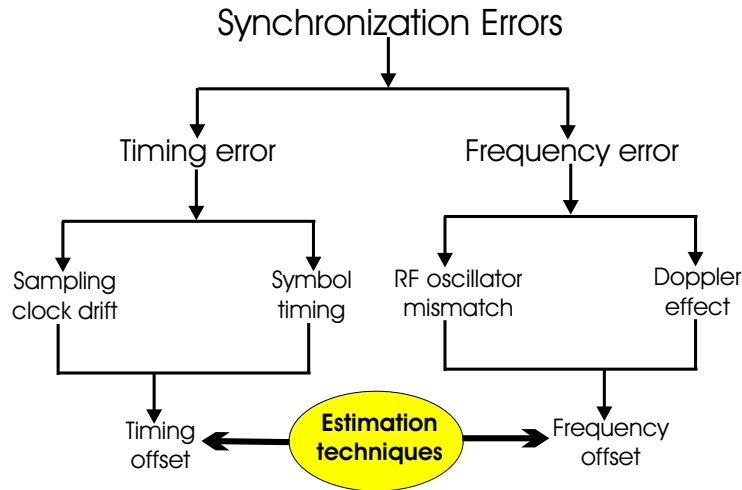 Synchronization Errors
Timing error
Frequency error
Sampling
clock drift
Symbol
timing
RF oscillator
mismatch
Doppler
effect
Timing
offset
Estimation
techniques
Frequency
offset